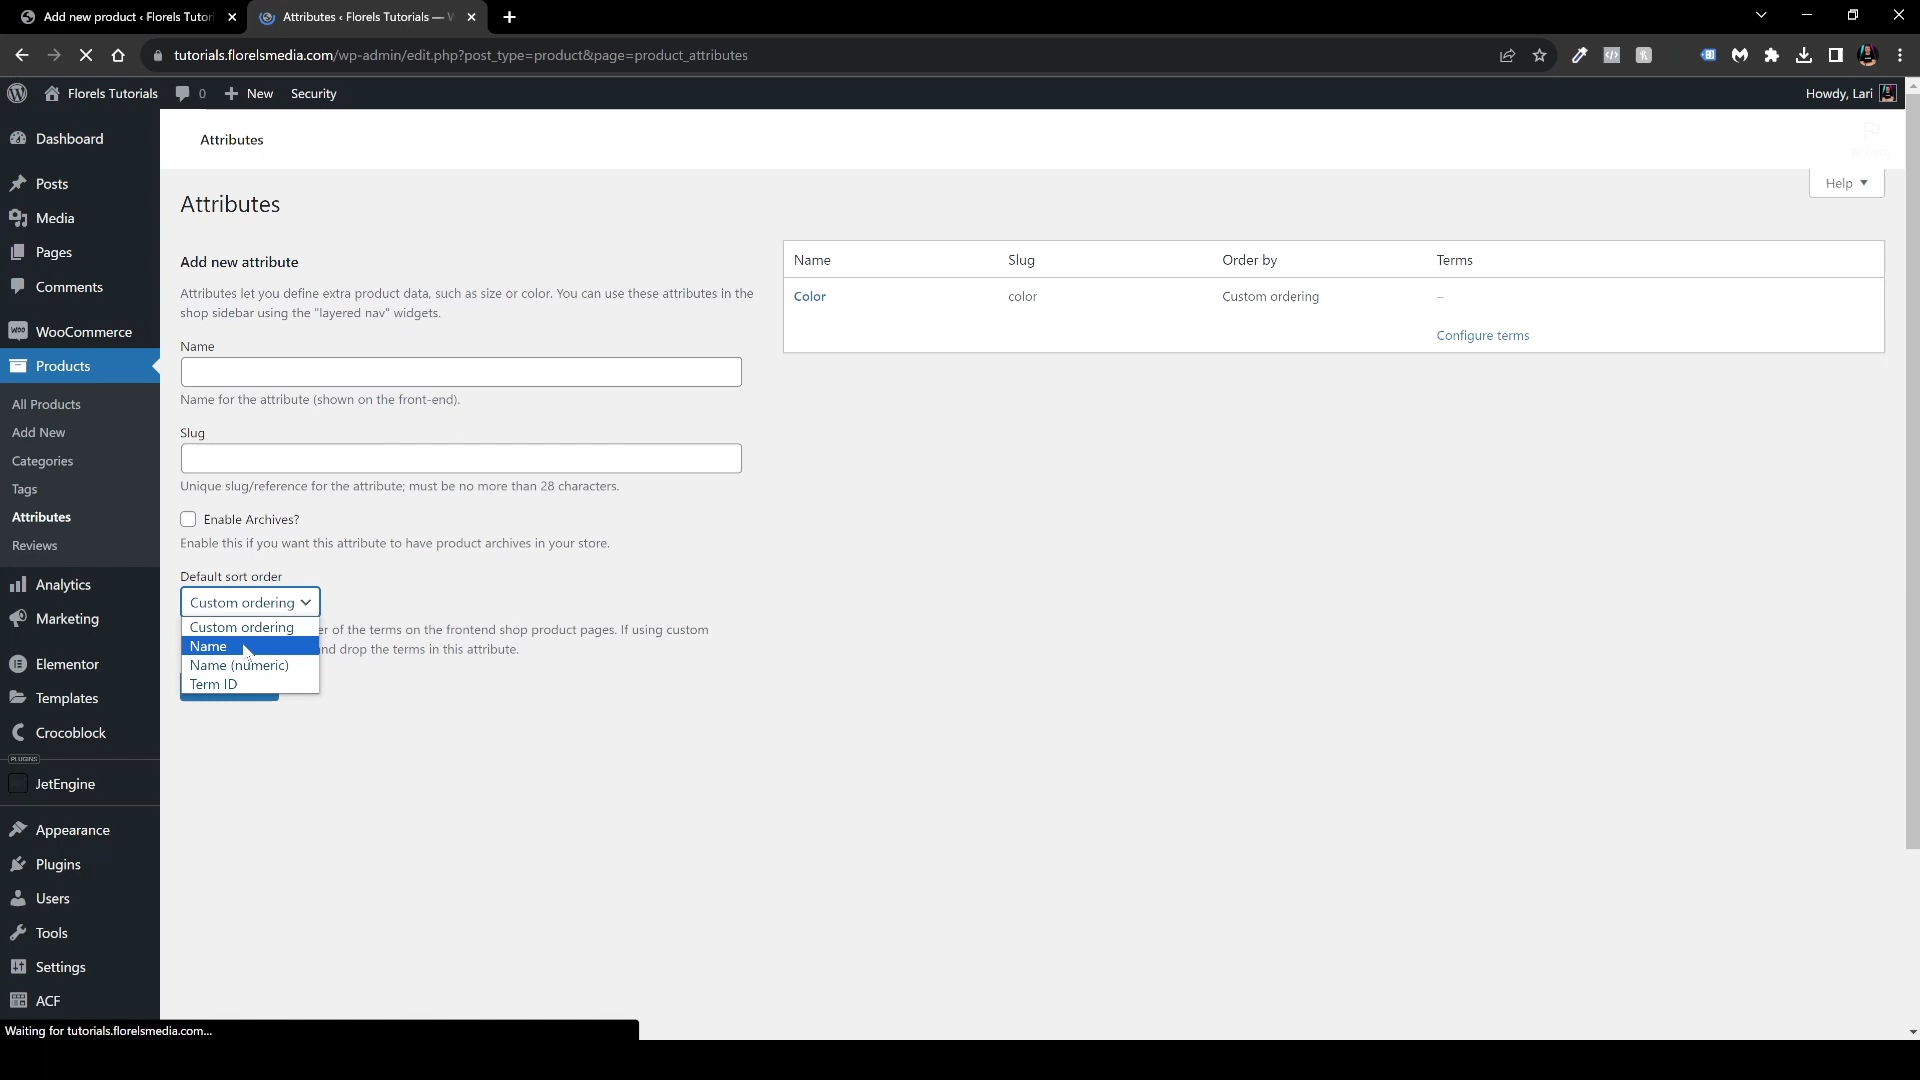 Add new product ‹ Florels Tutor
Attributes ‹ Florels Tutorials — W
tutorials.florelsmedia.com/wp-admin/edit.php?post_type=product&page=product_attributes
Florels Tutorials
0
New
Security
Howdy, Lari
Dashboard
Posts
Media
Pages
Comments
WooCommerce
Products
All Products
Add New
Categories
Tags
Attributes
Reviews
Analytics
Marketing
Elementor
Templates
Crocoblock
PLUGINS
JetEngine
Appearance
Plugins
Users
Tools
Settings
ACF
Waiting for tutorials.florelsmedia.com...
Attributes
Help
Attributes
Add new attribute
Attributes let you define extra product data, such as size or color. You can use these attributes in the
shop sidebar using the "layered nav" widgets.
Name
Name for the attribute (shown on the front-end).
Slug
Unique slug/reference for the attribute; must be no more than 28 characters.
Enable Archives?
Enable this if you want this attribute to have product archives in your store.
Default sort order
Custom ordering
Custom ordering
Name
Name (numeric)
Term ID
of the terms on the frontend shop product pages. If using custom
drop the terms in this attribute.
Name Slug Order by Terms
Color color Custom ordering –
Configure terms